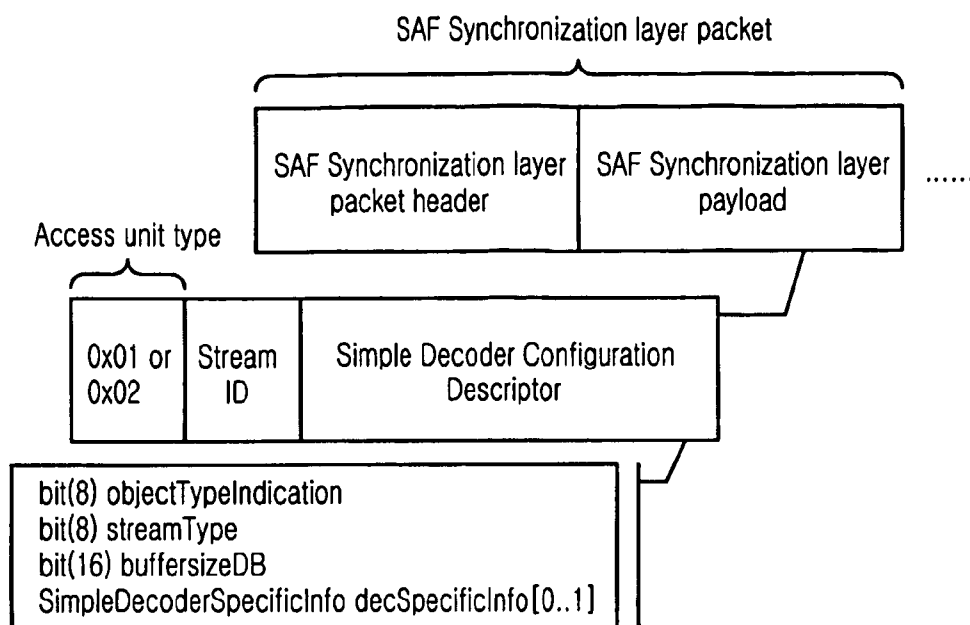 SAF Synchronization layer packet
SAF Synchronization layer
packet header
SAF Synchronization layer
payload
......
Access unit type
0x01 or
0x02
Stream
ID
Simple Decoder Configuration
Descriptor
bit(8) objectTypeIndication
bit(8) streamType
bit(16) buffersizeDB
SimpleDecoderSpecificInfo decSpecificInfo[0..1]